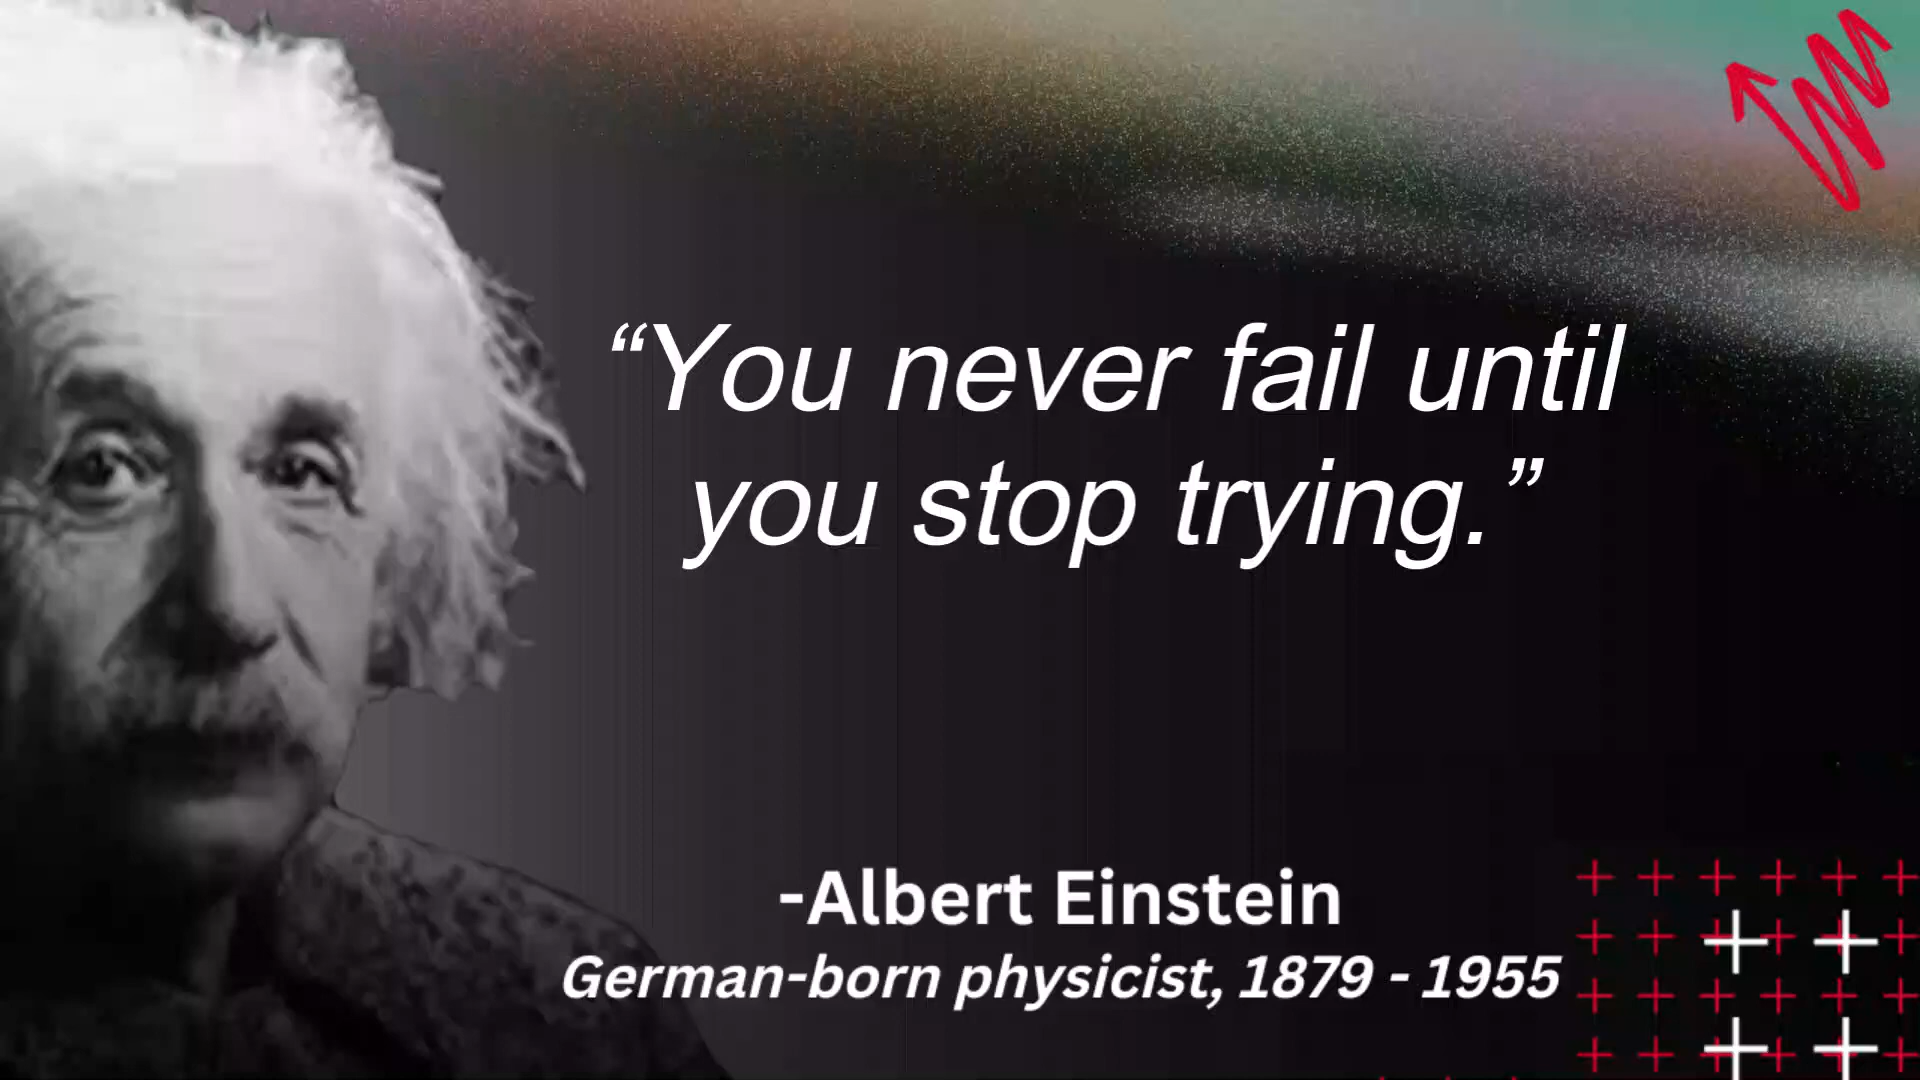 “You never fail until
you stop trying.”
-Albert Einstein
German-born physicist, 1879 - 1955